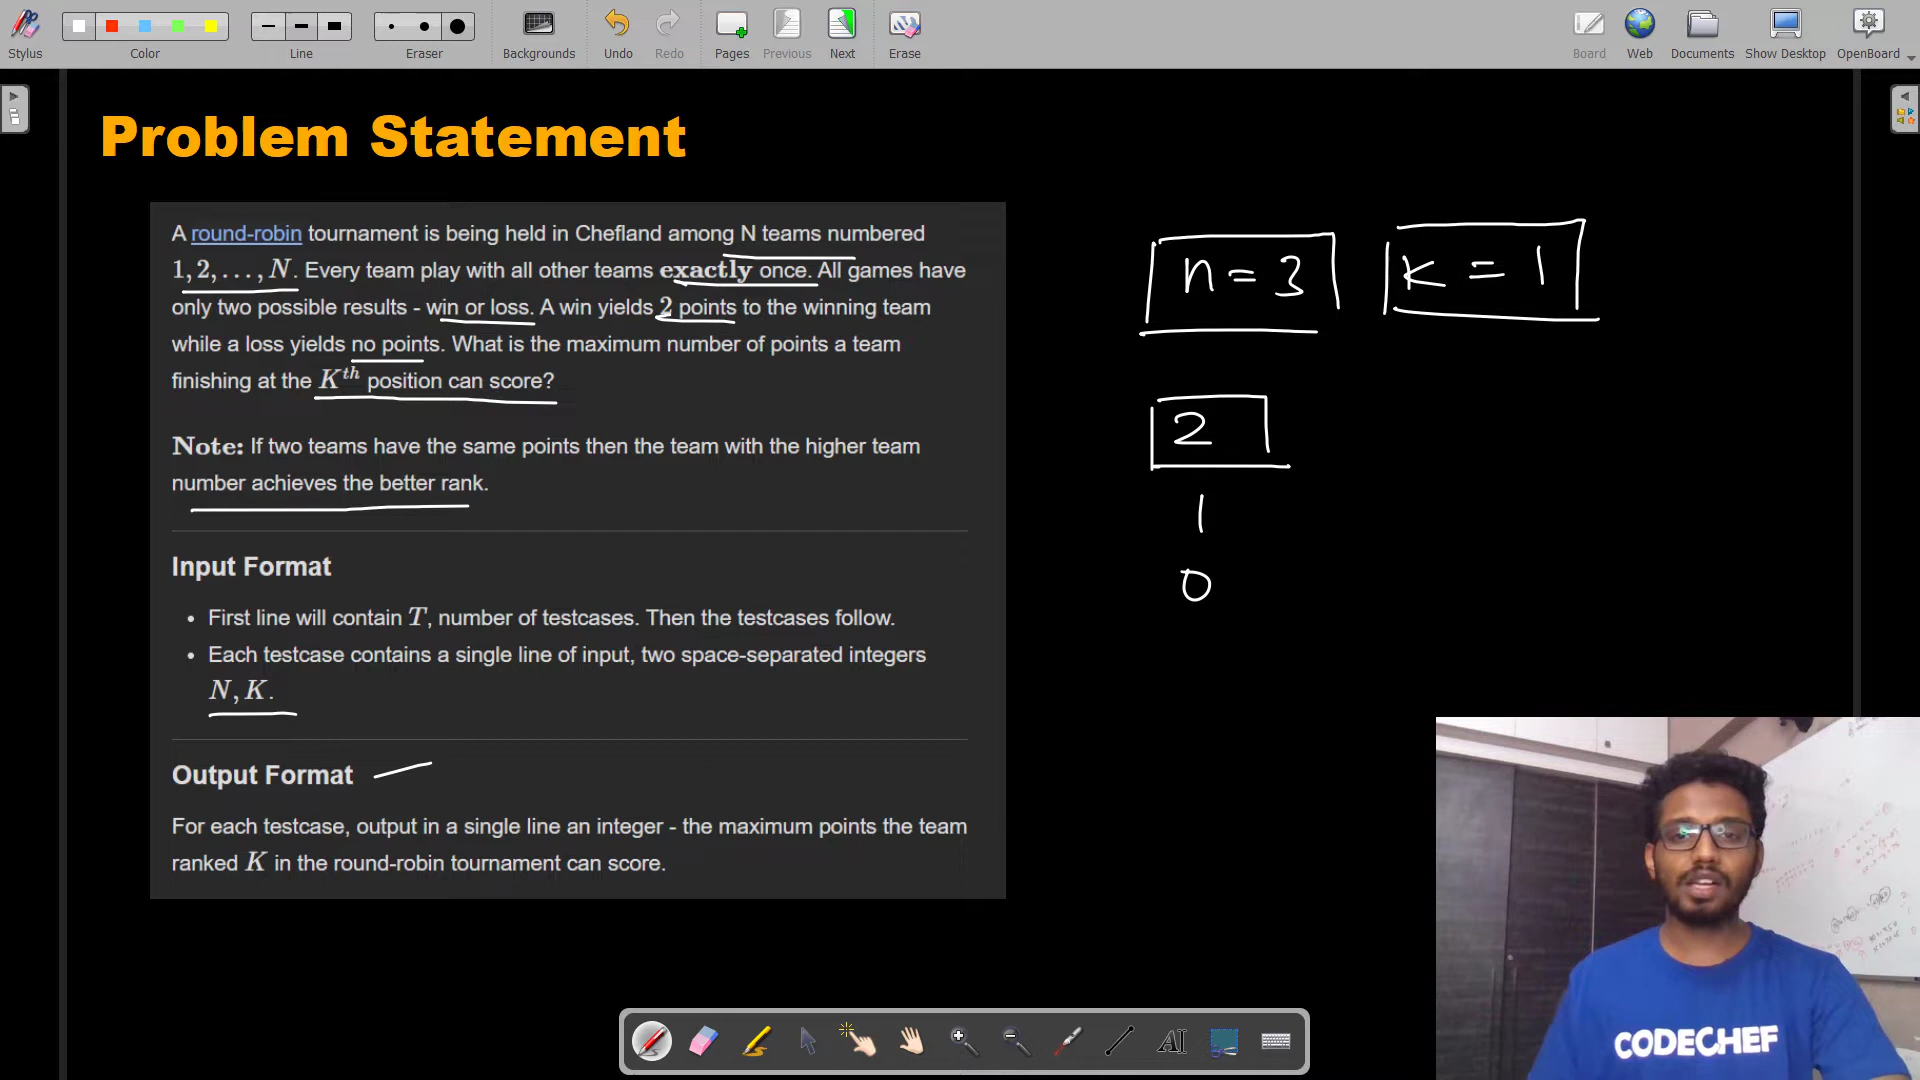 Stylus
Color
Line
Eraser
Backgrounds
Undo
Redo
Pages
Previous
Next
Erase
Board
Web
Documents
Show Desktop
OpenBoard
Problem Statement
A round-robin tournament is being held in Chefland among N teams numbered
1, 2, . . . , N. Every team play with all other teams exactly once. All games have
only two possible results - win or loss. A win yields 2 points to the winning team
while a loss yields no points. What is the maximum number of points a team
finishing at the Kth position can score?
Note: If two teams have the same points then the team with the higher team
number achieves the better rank.
Input Format
• First line will contain T, number of testcases. Then the testcases follow.
• Each testcase contains a single line of input, two space-separated integers
N, K.
Output Format
For each testcase, output in a single line an integer - the maximum points the team
ranked K in the round-robin tournament can score.
n = 3
k = 1
2
1
0
CODECHEF
AI